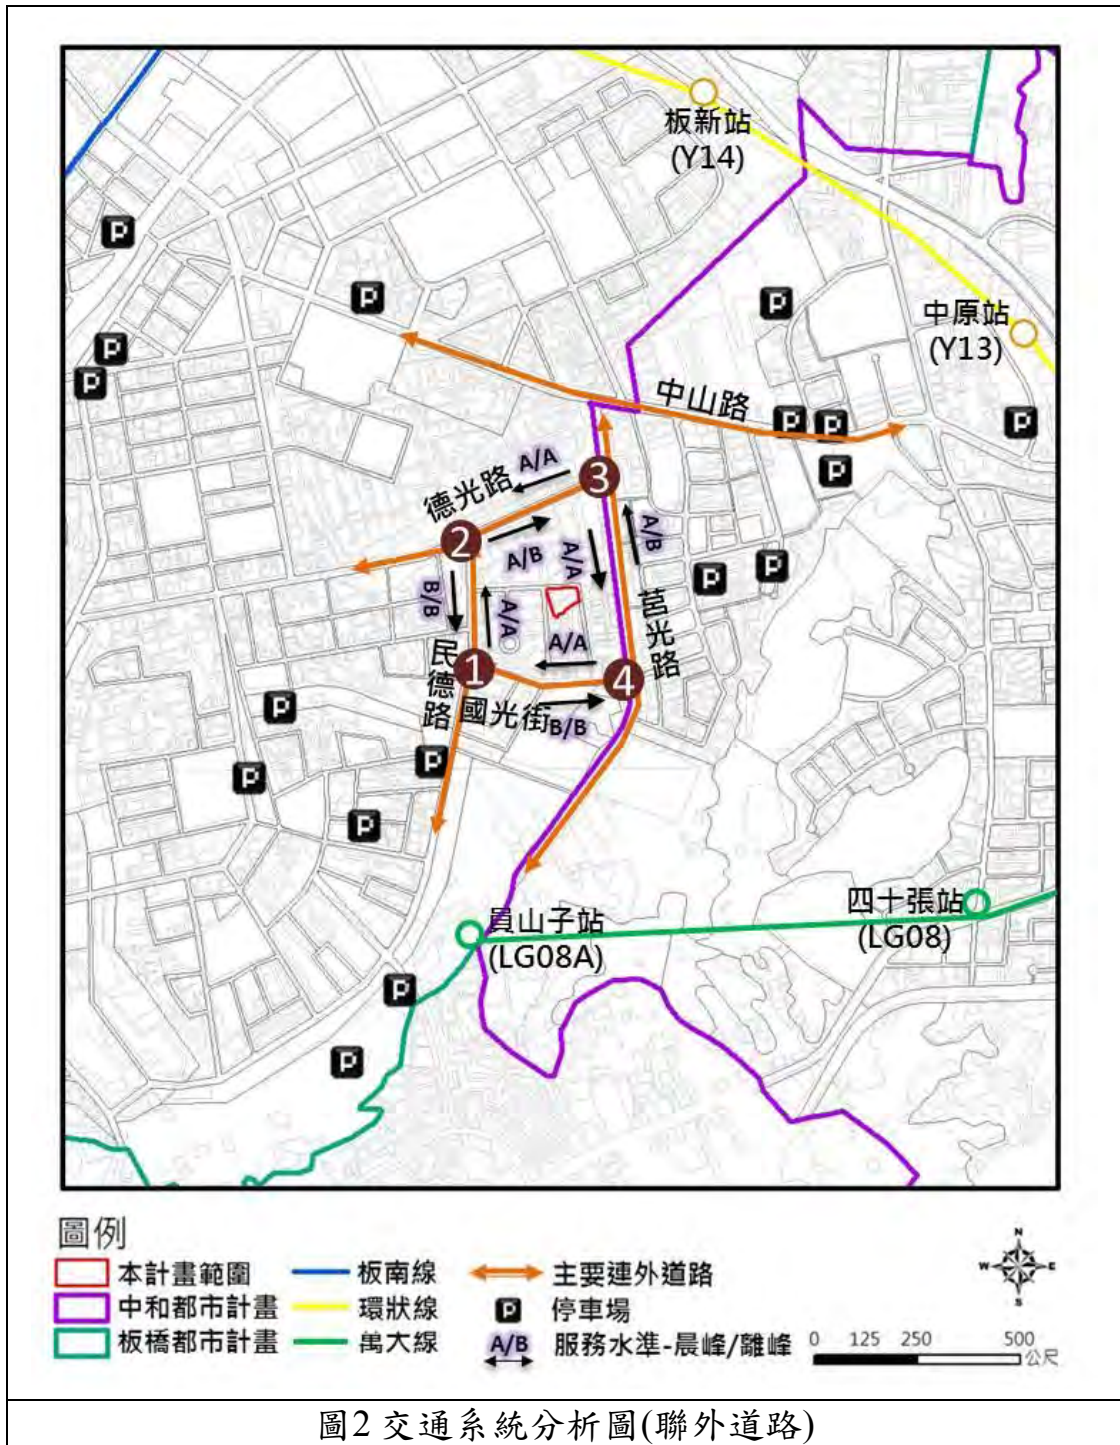 板新站
(Y14)
中原站
(Y13)
P
P
P
P
P
中山路
P
P
P
P
A/A
3
德光路
2
A/B
A/A
A/B
P
P
B/B
A/A
莒光路
A/A
民德路
1
4
國光街
B/B
P
P
P
P
四十張站
(LG08)
員山子站
(LG08A)
P
P
圖例
本計畫範圍
板南線
主要連外道路
中和都市計畫
環狀線
P
停車場
板橋都市計畫
萬大線
A/B
服務水準-晨峰/離峰
N
W
E
S
0 125 250 500
公尺
圖2 交通系統分析圖(聯外道路)